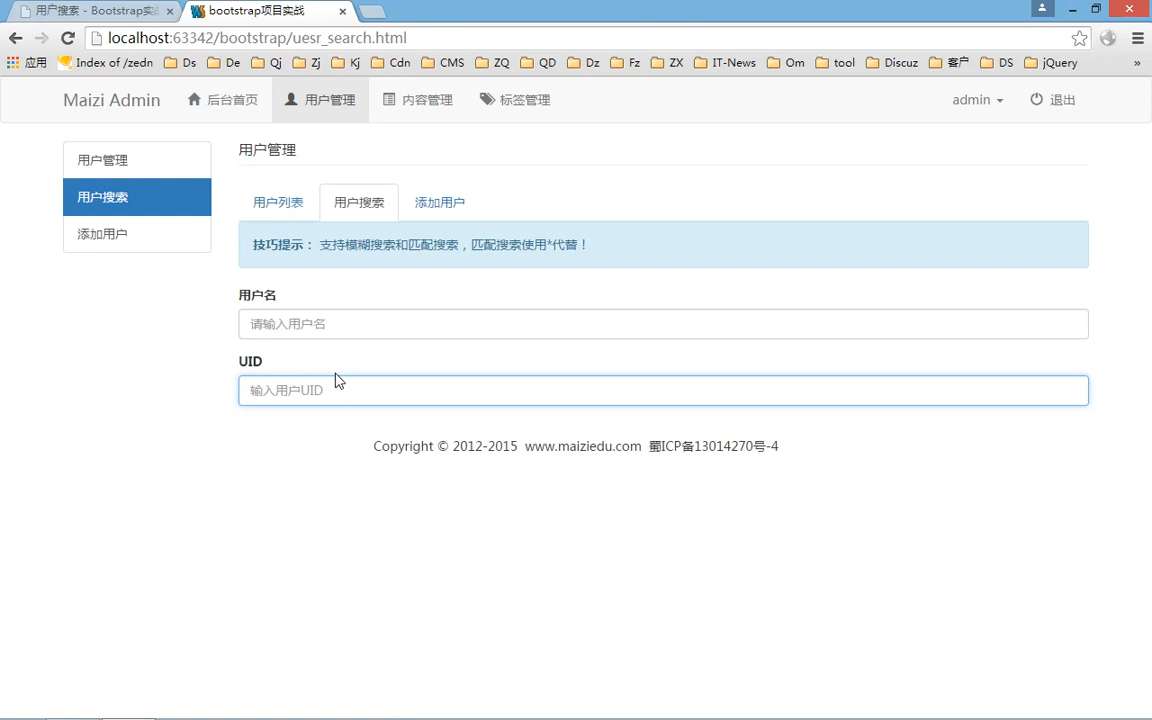 用户搜索 - Bootstrap实 bootstrap项目实战
localhost:63342/bootstrap/uesr_search.html
应用 Index of /zedn Ds De Qj Zj Kj Cdn CMS ZQ QD Dz Fz ZX IT-News Om tool Discuz 客户 DS jQuery »
Maizi Admin 后台首页 用户管理 内容管理 标签管理 admin 退出
用户管理
用户搜索
添加用户
用户管理
用户列表 用户搜索 添加用户
技巧提示： 支持模糊搜索和匹配搜索，匹配搜索使用*代替！
用户名
请输入用户名
UID
输入用户UID
Copyright © 2012-2015 www.maiziedu.com 蜀ICP备13014270号-4